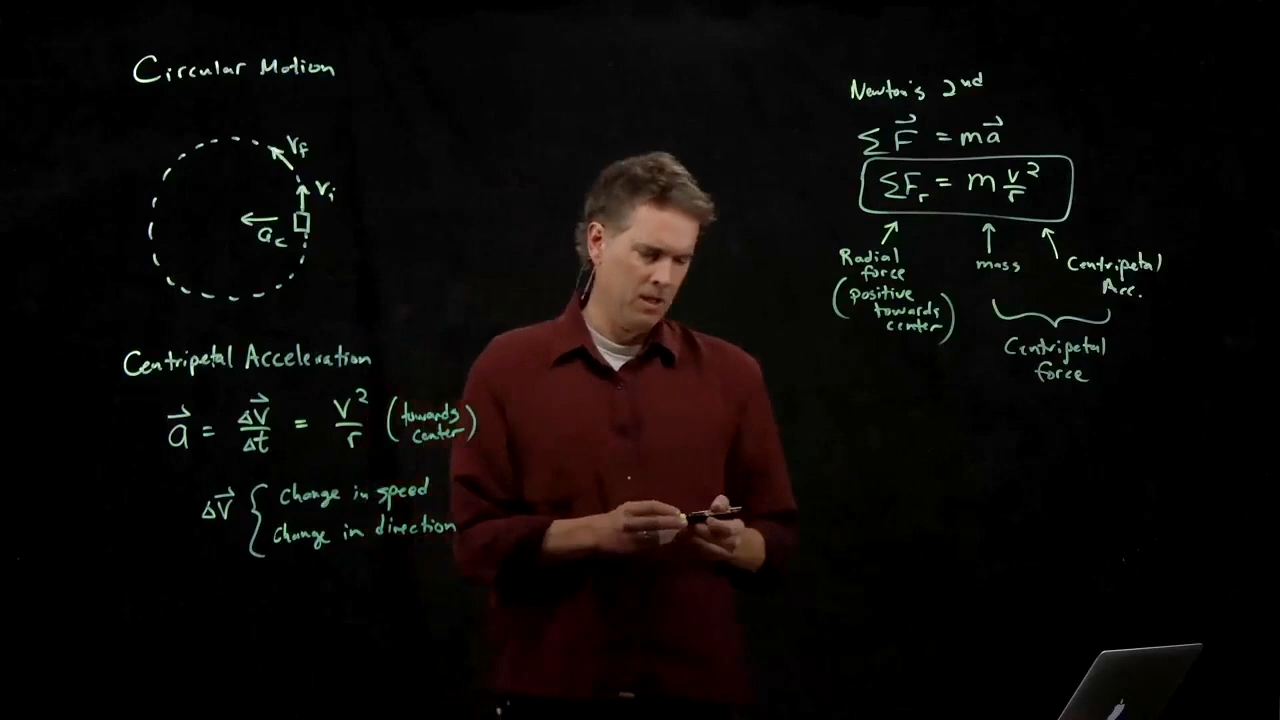 Circular Motion
vf
vi
ac
Centripetal Acceleration
a⃗ = Δv⃗/Δt = v²/r (towards center)
Δv⃗ { change in speed
change in direction
Newton's 2nd
ΣF⃗ = ma⃗
ΣFr = m v²/r
Radial
force
(positive
towards
center)
mass
Centripetal
Acc.
Centripetal
force